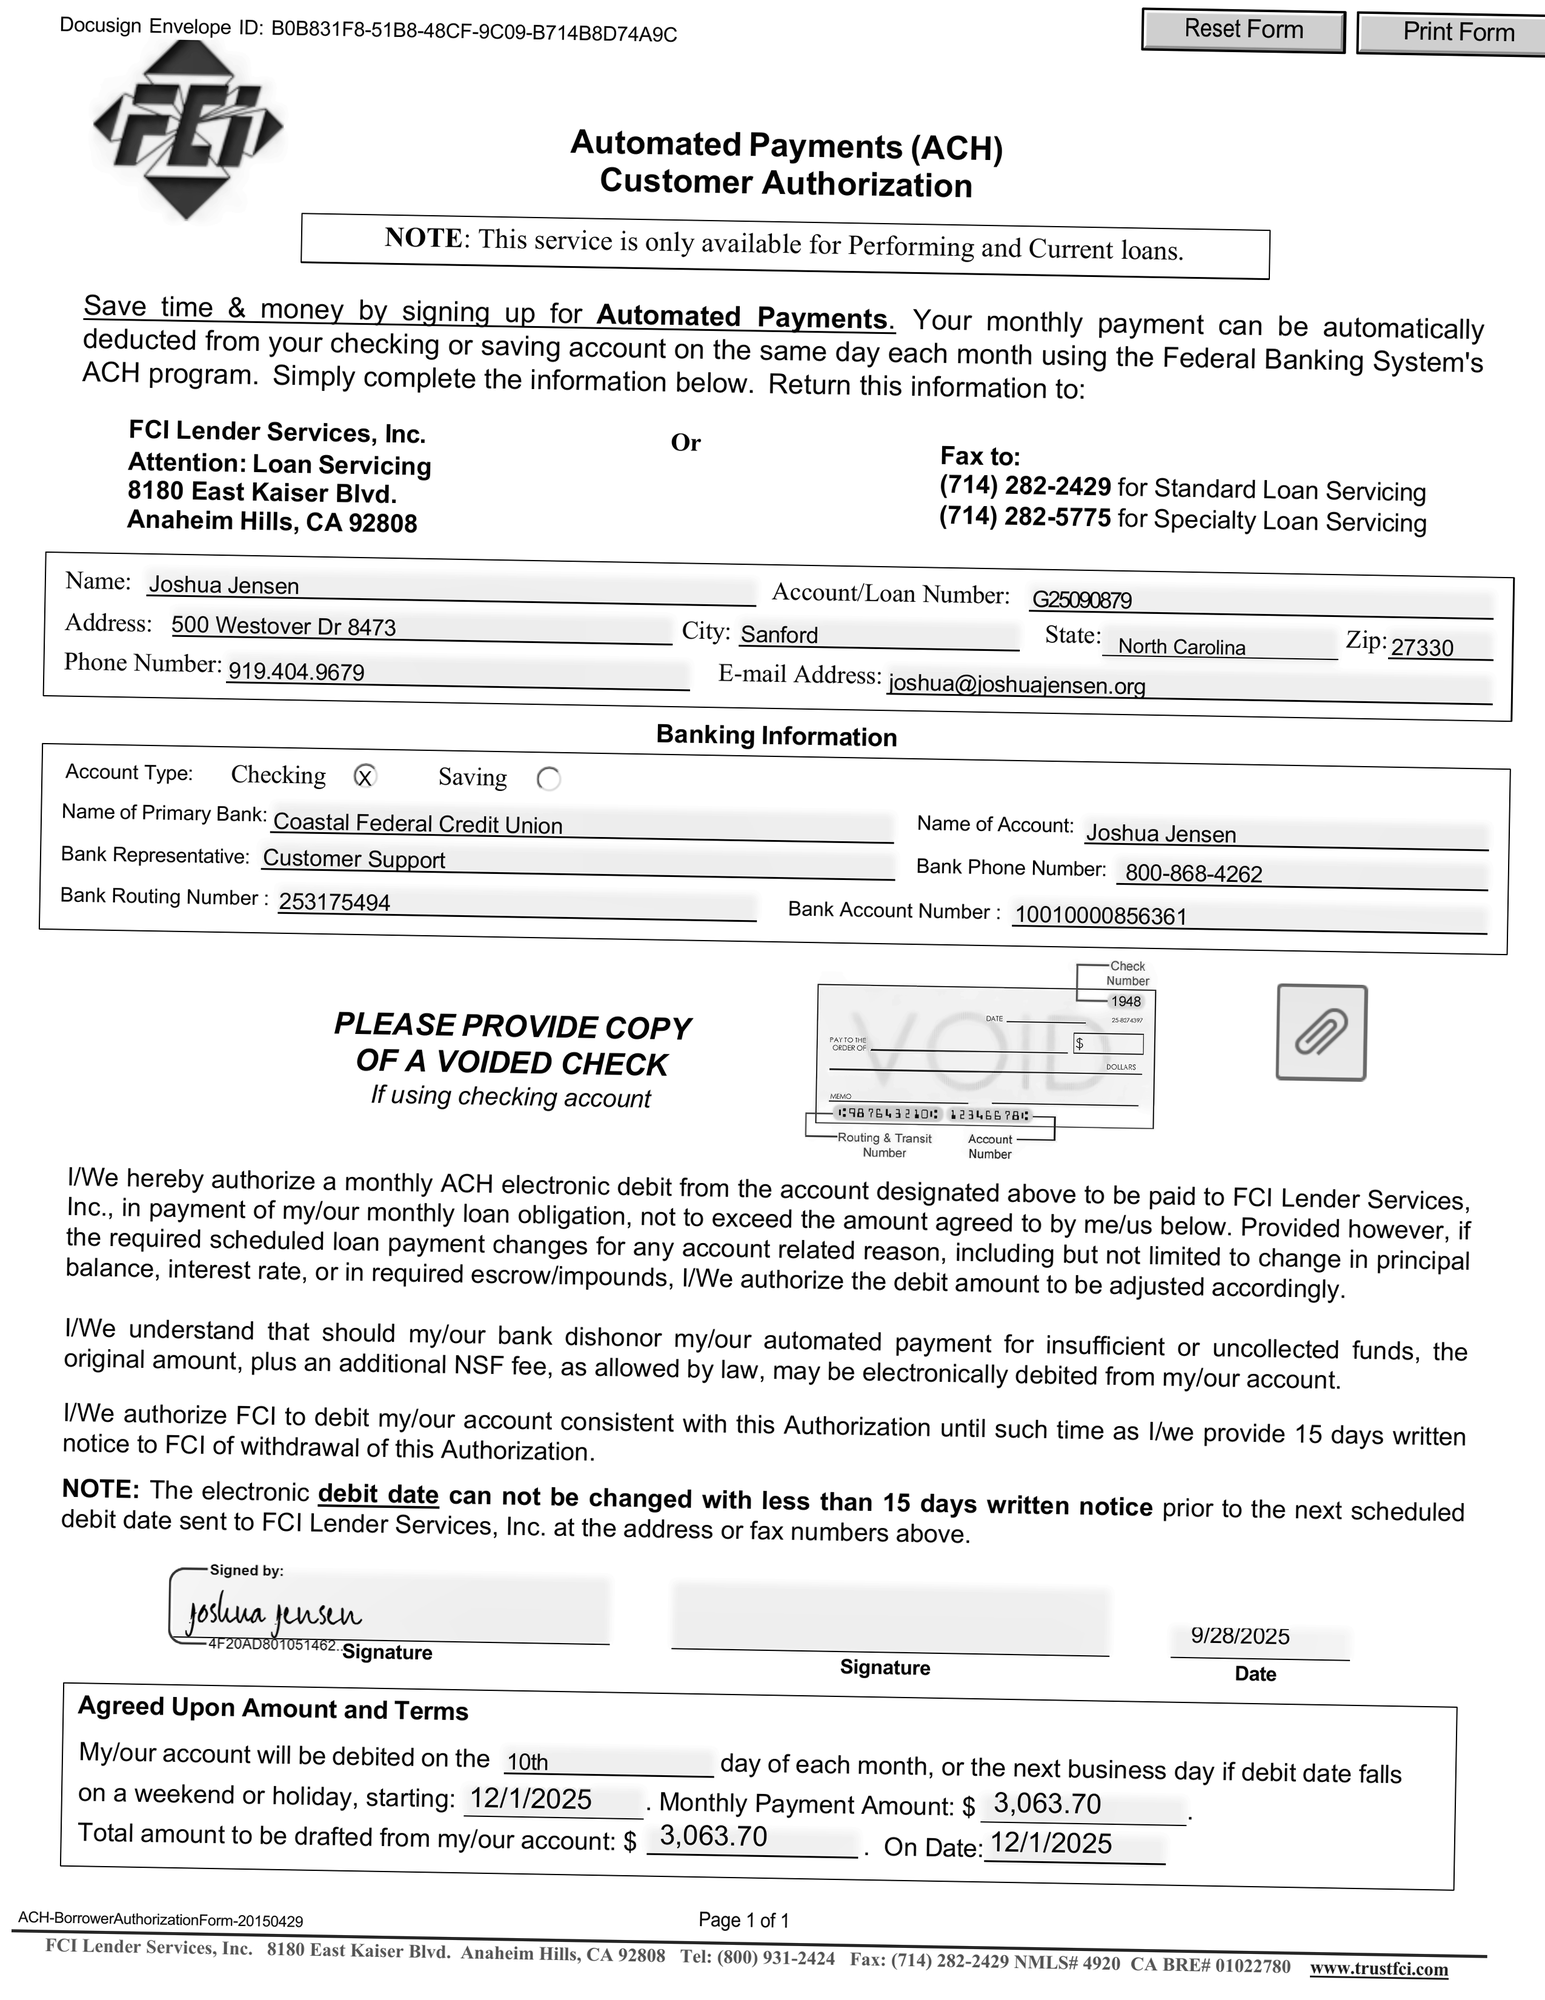 Docusign Envelope ID: B0B831F8-51B8-48CF-9C09-B714B8D74A9C
Reset Form Print Form
FCI
Automated Payments (ACH)
Customer Authorization
NOTE: This service is only available for Performing and Current loans.
Save time & money by signing up for Automated Payments. Your monthly payment can be automatically
deducted from your checking or saving account on the same day each month using the Federal Banking System's
ACH program. Simply complete the information below. Return this information to:
FCI Lender Services, Inc.
Attention: Loan Servicing
8180 East Kaiser Blvd.
Anaheim Hills, CA 92808
Or
Fax to:
(714) 282-2429 for Standard Loan Servicing
(714) 282-5775 for Specialty Loan Servicing
Name: Joshua Jensen Account/Loan Number: G25090879
Address: 500 Westover Dr 8473 City: Sanford State: North Carolina Zip: 27330
Phone Number: 919.404.9679 E-mail Address: joshua@joshuajensen.org
Banking Information
Account Type: Checking X Saving
Name of Primary Bank: Coastal Federal Credit Union Name of Account: Joshua Jensen
Bank Representative: Customer Support Bank Phone Number: 800-868-4262
Bank Routing Number : 253175494 Bank Account Number : 10010000856361
PLEASE PROVIDE COPY
OF A VOIDED CHECK
If using checking account
Check
Number
1948
DATE 25-8074397
PAY TO THE
ORDER OF $
DOLLARS
VOID
MEMO
Routing & Transit
Number
Account
Number
I/We hereby authorize a monthly ACH electronic debit from the account designated above to be paid to FCI Lender Services,
Inc., in payment of my/our monthly loan obligation, not to exceed the amount agreed to by me/us below. Provided however, if
the required scheduled loan payment changes for any account related reason, including but not limited to change in principal
balance, interest rate, or in required escrow/impounds, I/We authorize the debit amount to be adjusted accordingly.
I/We understand that should my/our bank dishonor my/our automated payment for insufficient or uncollected funds, the
original amount, plus an additional NSF fee, as allowed by law, may be electronically debited from my/our account.
I/We authorize FCI to debit my/our account consistent with this Authorization until such time as I/we provide 15 days written
notice to FCI of withdrawal of this Authorization.
NOTE: The electronic debit date can not be changed with less than 15 days written notice prior to the next scheduled
debit date sent to FCI Lender Services, Inc. at the address or fax numbers above.
Signed by:
joshua jensen
4F20AD801051462...
Signature
Signature
9/28/2025
Date
Agreed Upon Amount and Terms
My/our account will be debited on the 10th day of each month, or the next business day if debit date falls
on a weekend or holiday, starting: 12/1/2025 . Monthly Payment Amount: $ 3,063.70 .
Total amount to be drafted from my/our account: $ 3,063.70 . On Date: 12/1/2025
ACH-BorrowerAuthorizationForm-20150429 Page 1 of 1
FCI Lender Services, Inc. 8180 East Kaiser Blvd. Anaheim Hills, CA 92808 Tel: (800) 931-2424 Fax: (714) 282-2429 NMLS# 4920 CA BRE# 01022780 www.trustfci.com